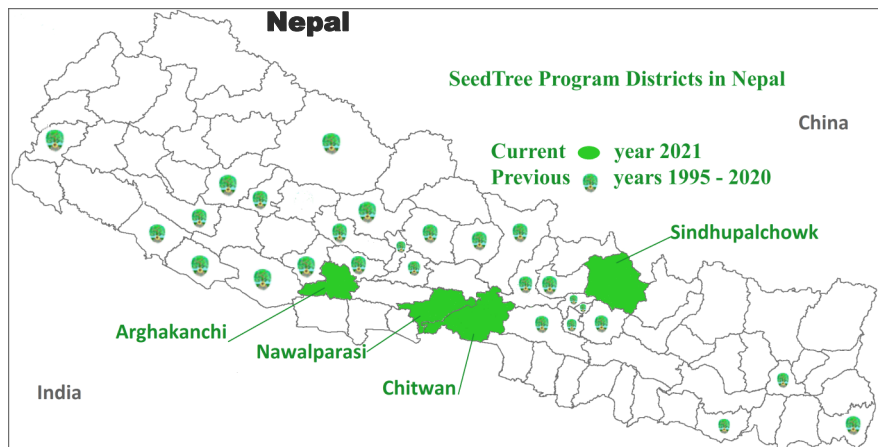 Nepal
SeedTree Program Districts in Nepal
China
Current year 2021
Previous years 1995 - 2020
Sindhupalchowk
Arghakanchi
Nawalparasi
Chitwan
India